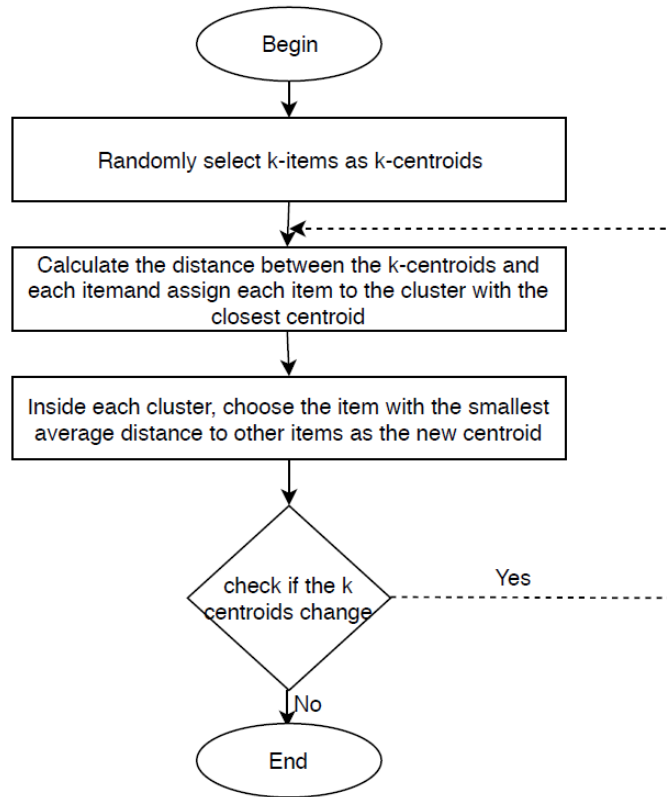 Begin
Randomly select k-items as k-centroids
Calculate the distance between the k-centroids and
each itemand assign each item to the cluster with the
closest centroid
Inside each cluster, choose the item with the smallest
average distance to other items as the new centroid
check if the k
centroids change
Yes
No
End